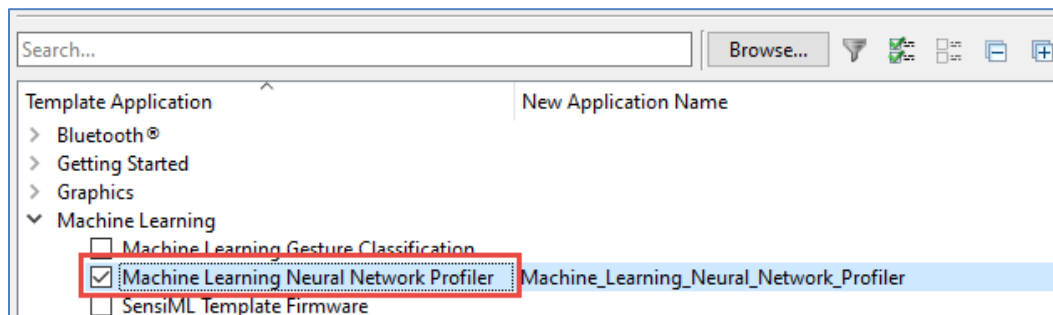 Search...
Browse...
Template Application New Application Name
Bluetooth®
Getting Started
Graphics
Machine Learning
Machine Learning Gesture Classification
Machine Learning Neural Network Profiler Machine_Learning_Neural_Network_Profiler
SensiML Template Firmware